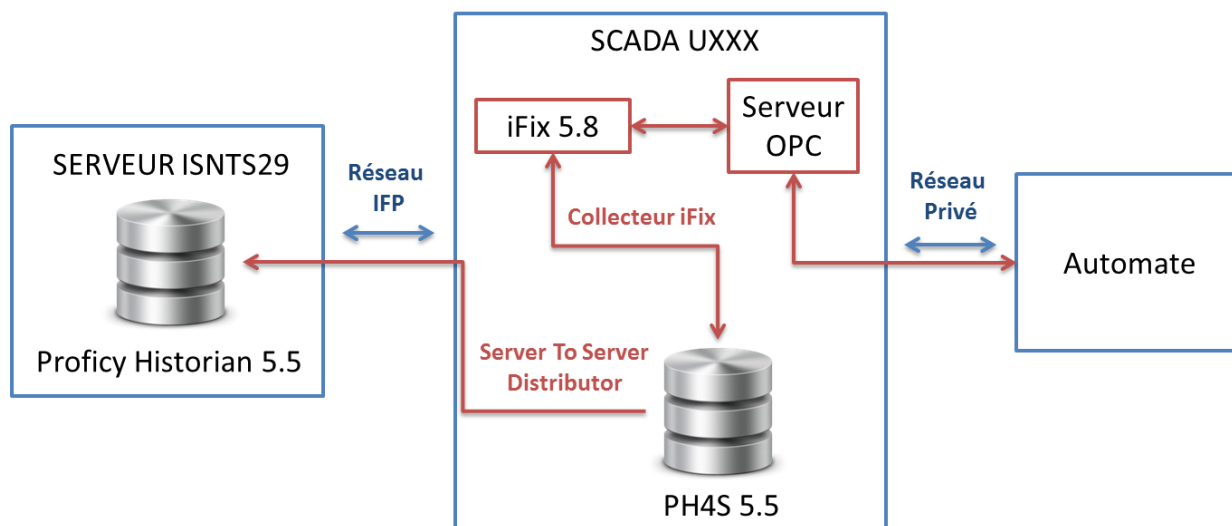 SCADA UXXX
iFix 5.8
Serveur
OPC
SERVEUR ISNTS29
Réseau
IFP
Réseau
Privé
Collecteur iFix
Automate
Server To Server
Distributor
Proficy Historian 5.5
PH4S 5.5